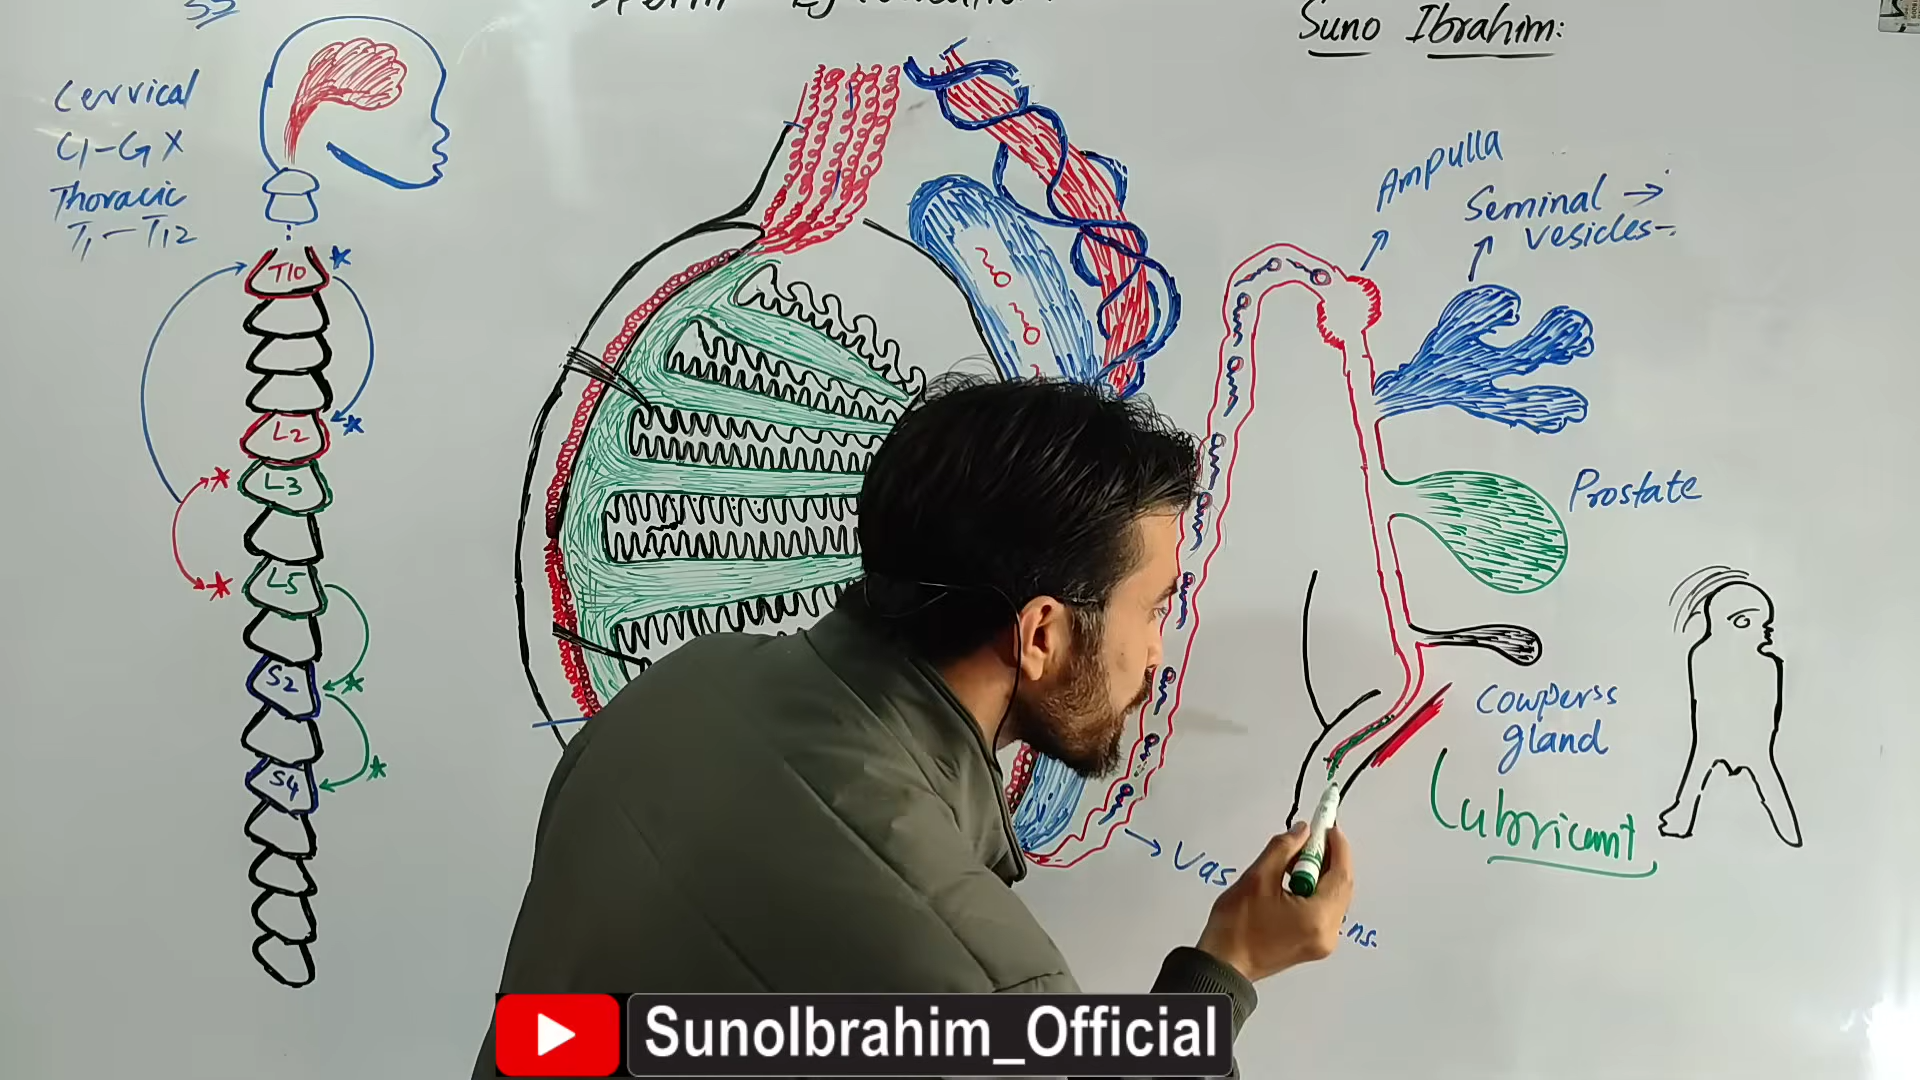 Suno Ibrahim:
Cervical
C1-C7 X
Thoracic
T1-T12
Ampulla
Seminal →
vesicles-.
T10
L2
L3
L5
S2
S4
Prostate
Cowperss
gland
Lubricant
Vas
SunoIbrahim_Official